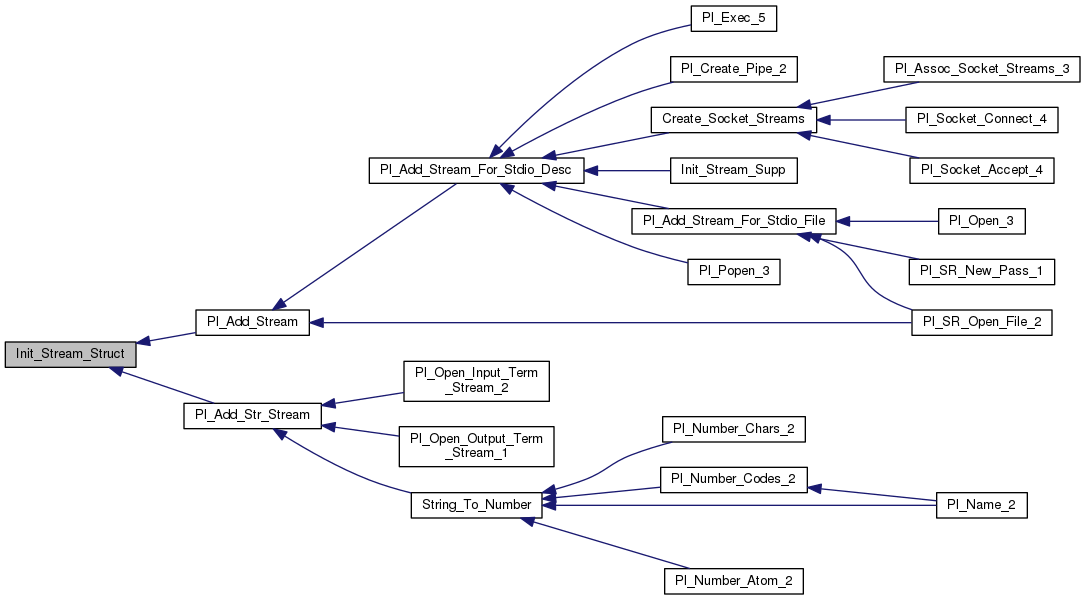 Pl_Exec_5
Pl_Create_Pipe_2
Pl_Assoc_Socket_Streams_3
Create_Socket_Streams
Pl_Socket_Connect_4
Pl_Add_Stream_For_Stdio_Desc
Init_Stream_Supp
Pl_Socket_Accept_4
Pl_Add_Stream_For_Stdio_File
Pl_Open_3
Pl_Popen_3
Pl_SR_New_Pass_1
Pl_Add_Stream
Pl_SR_Open_File_2
Init_Stream_Struct
Pl_Open_Input_Term
_Stream_2
Pl_Add_Str_Stream
Pl_Open_Output_Term
_Stream_1
Pl_Number_Chars_2
Pl_Number_Codes_2
String_To_Number
Pl_Name_2
Pl_Number_Atom_2